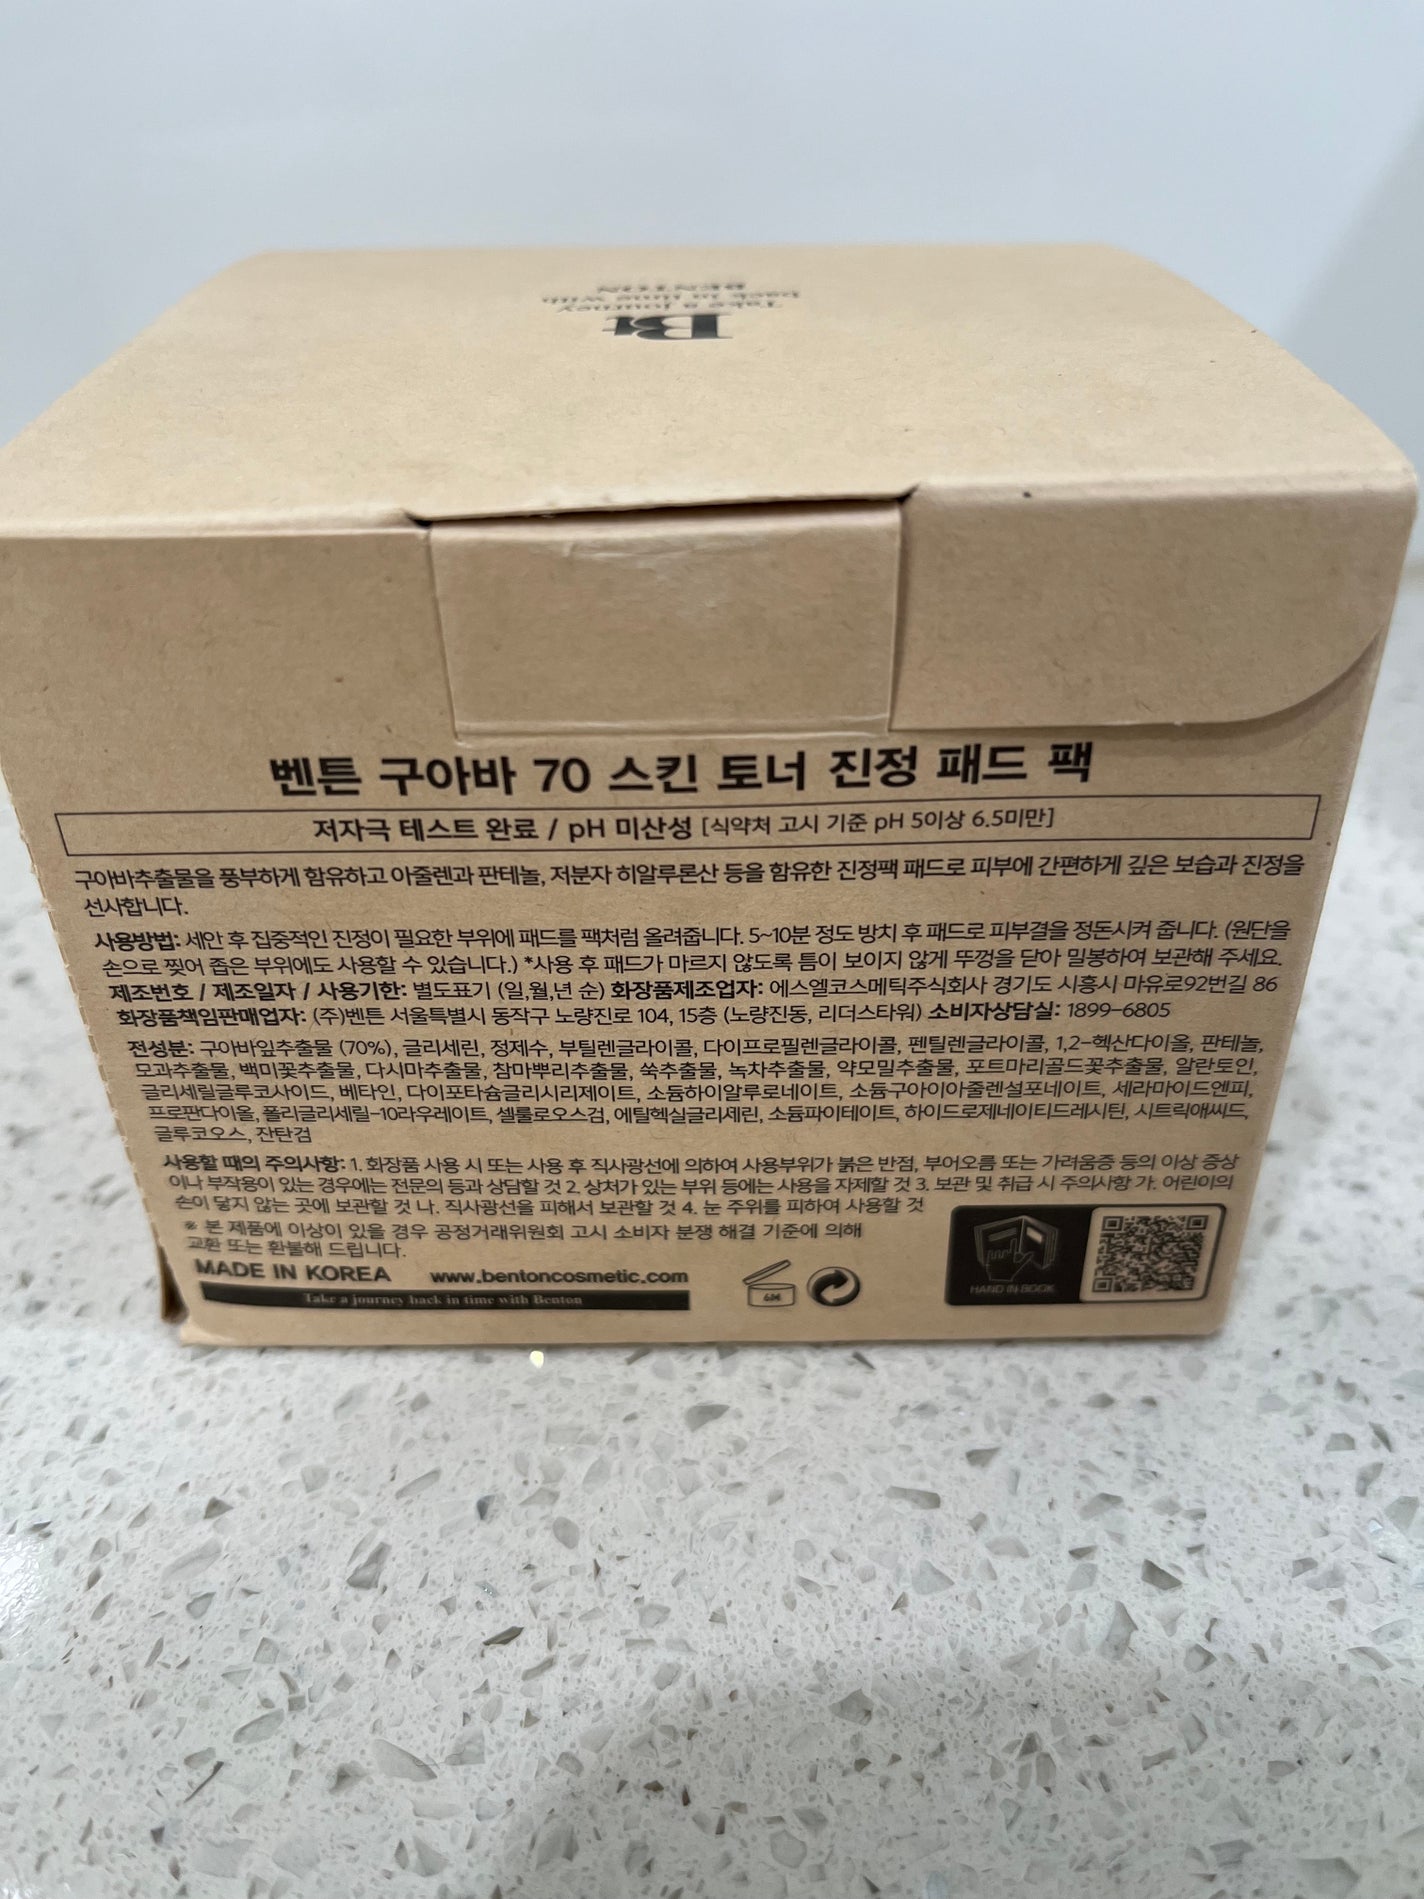 Bt
Take a journey
back in time with
BENTON
벤튼 구아바 70 스킨 토너 진정 패드 팩
저자극 테스트 완료 / pH 미산성 [식약처 고시 기준 pH 5이상 6.5미만]
구아바추출물을 풍부하게 함유하고 아줄렌과 판테놀, 저분자 히알루론산 등을 함유한 진정팩 패드로 피부에 간편하게 깊은 보습과 진정을
선사합니다.
사용방법: 세안 후 집중적인 진정이 필요한 부위에 패드를 팩처럼 올려줍니다. 5~10분 정도 방치 후 패드로 피부결을 정돈시켜 줍니다. (원단을
손으로 찢어 좁은 부위에도 사용할 수 있습니다.) *사용 후 패드가 마르지 않도록 틈이 보이지 않게 뚜껑을 닫아 밀봉하여 보관해 주세요.
제조번호 / 제조일자 / 사용기한: 별도표기 (일,월,년 순) 화장품제조업자: 에스엘코스메틱주식회사 경기도 시흥시 마유로92번길 86
화장품책임판매업자: (주)벤튼 서울특별시 동작구 노량진로 104, 15층 (노량진동, 리더스타워) 소비자상담실: 1899-6805
전성분: 구아바잎추출물 (70%), 글리세린, 정제수, 부틸렌글라이콜, 다이프로필렌글라이콜, 펜틸렌글라이콜, 1,2-헥산다이올, 판테놀,
모과추출물, 백미꽃추출물, 다시마추출물, 참마뿌리추출물, 쑥추출물, 녹차추출물, 약모밀추출물, 포트마리골드꽃추출물, 알란토인,
글리세릴글루코사이드, 베타인, 다이포타슘글리시리제이트, 소듐하이알루로네이트, 소듐구아이아줄렌설포네이트, 세라마이드엔피,
프로판다이올, 폴리글리세릴-10라우레이트, 셀룰로오스검, 에틸헥실글리세린, 소듐파이테이트, 하이드로제네이티드레시틴, 시트릭애씨드,
글루코오스, 잔탄검
사용할 때의 주의사항: 1. 화장품 사용 시 또는 사용 후 직사광선에 의하여 사용부위가 붉은 반점, 부어오름 또는 가려움증 등의 이상 증상
이나 부작용이 있는 경우에는 전문의 등과 상담할 것 2. 상처가 있는 부위 등에는 사용을 자제할 것 3. 보관 및 취급 시 주의사항 가. 어린이의
손이 닿지 않는 곳에 보관할 것 나. 직사광선을 피해서 보관할 것 4. 눈 주위를 피하여 사용할 것
※ 본 제품에 이상이 있을 경우 공정거래위원회 고시 소비자 분쟁 해결 기준에 의해
교환 또는 환불해 드립니다.
MADE IN KOREA www.bentoncosmetic.com
Take a journey back in time with Benton
6M
HAND IN BOOK